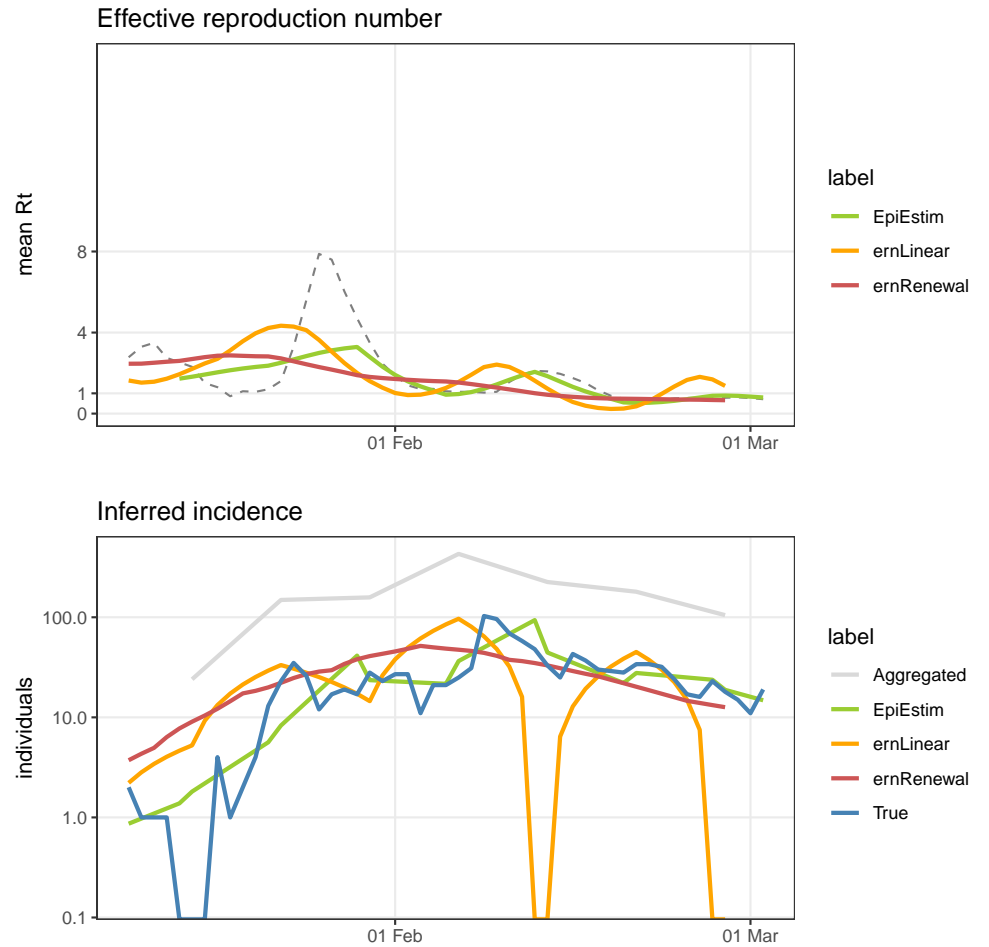 Effective reproduction number
mean Rt
8
4
1
0
01 Feb
01 Mar
label
EpiEstim
ernLinear
ernRenewal
Inferred incidence
individuals
100.0
10.0
1.0
0.1
01 Feb
01 Mar
label
Aggregated
EpiEstim
ernLinear
ernRenewal
True